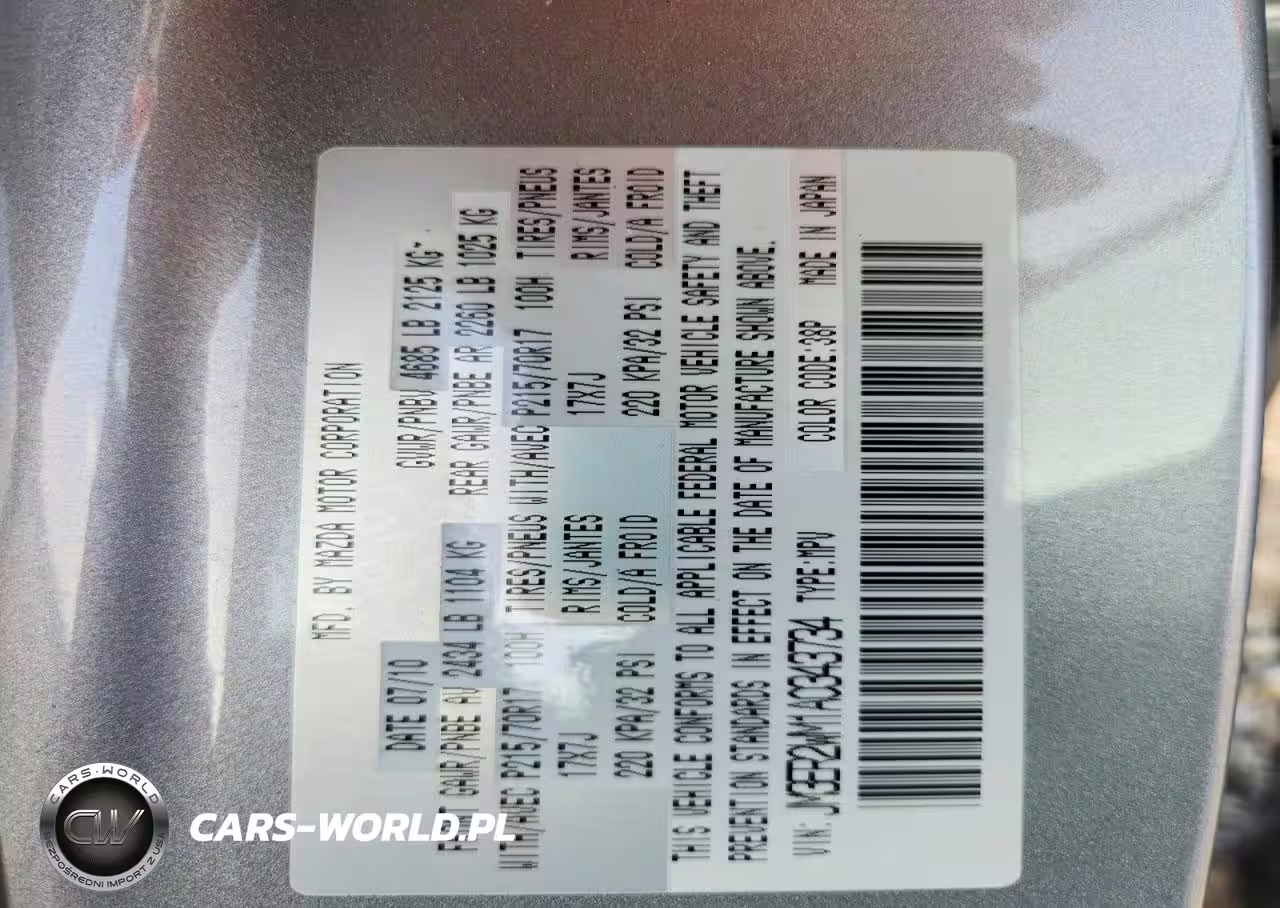 MFD. BY MAZDA MOTOR CORPORATION
DATE 07/10 GVWR/PNBV 4685 LB 2125 KG
GAWR/PNBE AV 2434 LB 1104 KG REAR GAWR/PNBE AR 2260 LB 1025 KG
WITH/AVEC P215/70R17 100H TIRES/PNEUS WITH/AVEC P215/70R17 100H TIRES/PNEUS
17X7J RIMS/JANTES 17X7J RIMS/JANTES
220 KPA/32 PSI COLD/A FROID 220 KPA/32 PSI COLD/A FROID
THIS VEHICLE CONFORMS TO ALL APPLICABLE FEDERAL MOTOR VEHICLE SAFETY AND THEFT
PREVENTION STANDARDS IN EFFECT ON THE DATE OF MANUFACTURE SHOWN ABOVE.
VIN: JM3ER2WM1A0343734 TYPE:MPV COLOR CODE 38P MADE IN JAPAN
CARS-WORLD
CW
BEZPOŚREDNI IMPORT Z USA
CARS-WORLD.PL